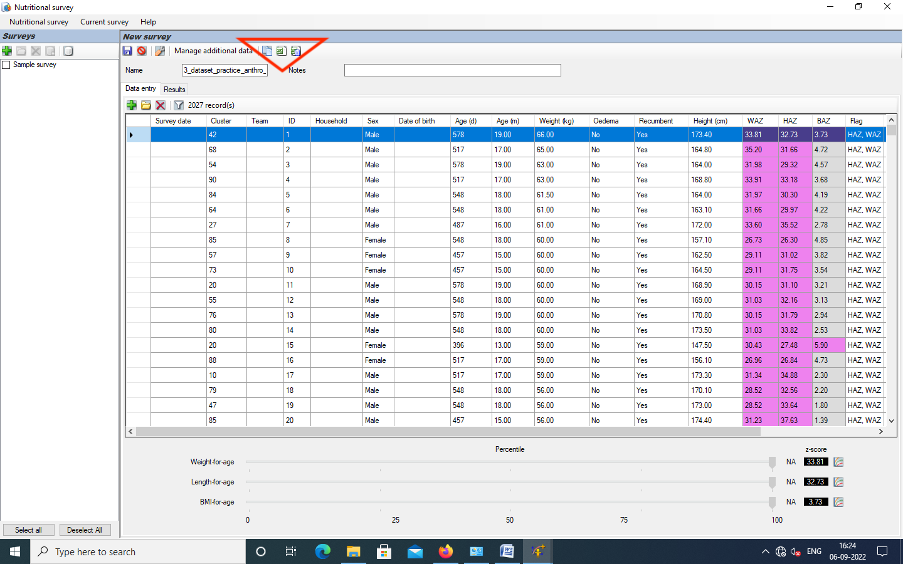 Nutritional survey
Nutritional survey Current survey Help
Surveys
New survey
Manage additional data
Sample survey
Name 3_dataset_practice_anthro_ Notes
Data entry Results
2027 record(s)
Survey date Cluster Team ID Household Sex Date of birth Age (d) Age (m) Weight (kg) Oedema Recumbent Height (cm) WAZ HAZ BAZ Flag
42 1 Male 578 19.00 66.00 No Yes 173.40 33.81 32.73 3.73 HAZ, WAZ
68 2 Male 517 17.00 65.00 No Yes 164.80 35.20 31.66 4.72 HAZ, WAZ
54 3 Male 578 19.00 63.00 No Yes 164.00 31.98 29.32 4.57 HAZ, WAZ
90 4 Male 517 17.00 63.00 No Yes 168.80 33.91 33.18 3.68 HAZ, WAZ
84 5 Male 548 18.00 61.50 No Yes 164.00 31.97 30.30 4.19 HAZ, WAZ
64 6 Male 548 18.00 61.00 No Yes 163.10 31.66 29.97 4.22 HAZ, WAZ
27 7 Male 487 16.00 61.00 No Yes 172.00 33.60 35.52 2.78 HAZ, WAZ
85 8 Female 548 18.00 60.00 No Yes 157.10 26.73 26.30 4.85 HAZ, WAZ
57 9 Female 457 15.00 60.00 No Yes 162.50 29.11 31.02 3.82 HAZ, WAZ
73 10 Female 457 15.00 60.00 No Yes 164.50 29.11 31.75 3.54 HAZ, WAZ
20 11 Male 578 19.00 60.00 No Yes 168.90 30.15 31.10 3.21 HAZ, WAZ
55 12 Male 548 18.00 60.00 No Yes 169.00 31.03 32.16 3.13 HAZ, WAZ
76 13 Male 578 19.00 60.00 No Yes 170.80 30.15 31.79 2.94 HAZ, WAZ
80 14 Male 548 18.00 60.00 No Yes 173.50 31.03 33.82 2.53 HAZ, WAZ
20 15 Female 396 13.00 59.00 No Yes 147.50 30.43 27.48 5.90 HAZ, WAZ
88 16 Female 517 17.00 59.00 No Yes 156.10 26.96 26.84 4.73 HAZ, WAZ
10 17 Male 517 17.00 59.00 No Yes 173.30 31.34 34.88 2.30 HAZ, WAZ
79 18 Male 548 18.00 56.00 No Yes 170.10 28.52 32.56 2.20 HAZ, WAZ
47 19 Male 548 18.00 56.00 No Yes 173.00 28.52 33.64 1.80 HAZ, WAZ
85 20 Male 457 15.00 56.00 No Yes 174.40 31.23 37.63 1.39 HAZ, WAZ
Percentile z-score
Weight-for-age NA 33.81
Length-for-age NA 32.73
BMI-for-age NA 3.73
0 25 50 75 100
Select all Deselect All
Type here to search
ENG
16:24
06-09-2022